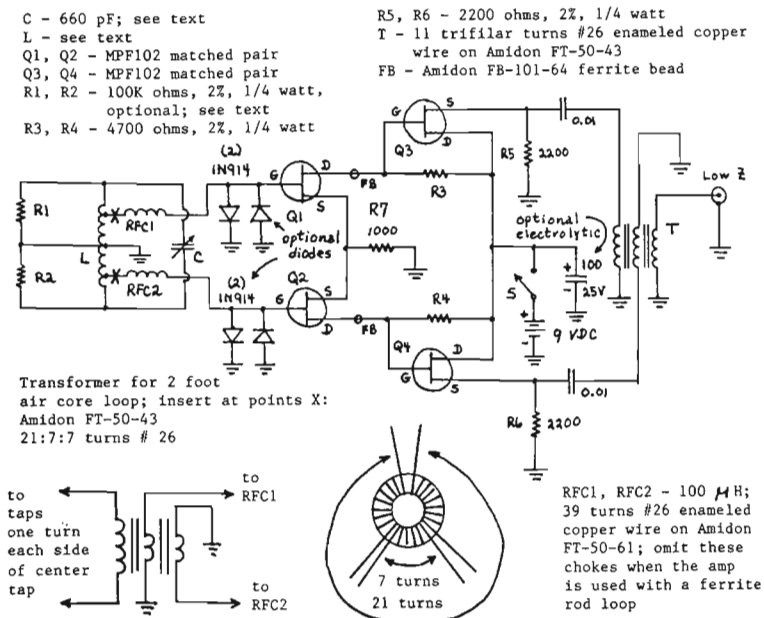 C - 660 pF; see text
L - see text
Q1, Q2 - MPF102 matched pair
Q3, Q4 - MPF102 matched pair
R1, R2 - 100K ohms, 2%, 1/4 watt,
optional; see text
R3, R4 - 4700 ohms, 2%, 1/4 watt
R5, R6 - 2200 ohms, 2%, 1/4 watt
T - 11 trifilar turns #26 enameled copper
wire on Amidon FT-50-43
FB - Amidon FB-101-64 ferrite bead
G
S
D
Q3
0.01
R5
2200
Low Z
(2)
1N914
G
D
S
Q1
FB
R3
R1
RFC1
X
L
C
R2
X
RFC2
optional
diodes
R7
1000
optional
electrolytic
T
+
100
-
25V
S
+
-
9 VDC
(2)
1N914
Q2
G
S
D
FB
R4
Q4
D
G
S
0.01
R6
2200
Transformer for 2 foot
air core loop; insert at points X:
Amidon FT-50-43
21:7:7 turns # 26
to
taps
one turn
each side
of center
tap
to
RFC1
to
RFC2
7 turns
21 turns
RFC1, RFC2 - 100 μH;
39 turns #26 enameled
copper wire on Amidon
FT-50-61; omit these
chokes when the amp
is used with a ferrite
rod loop